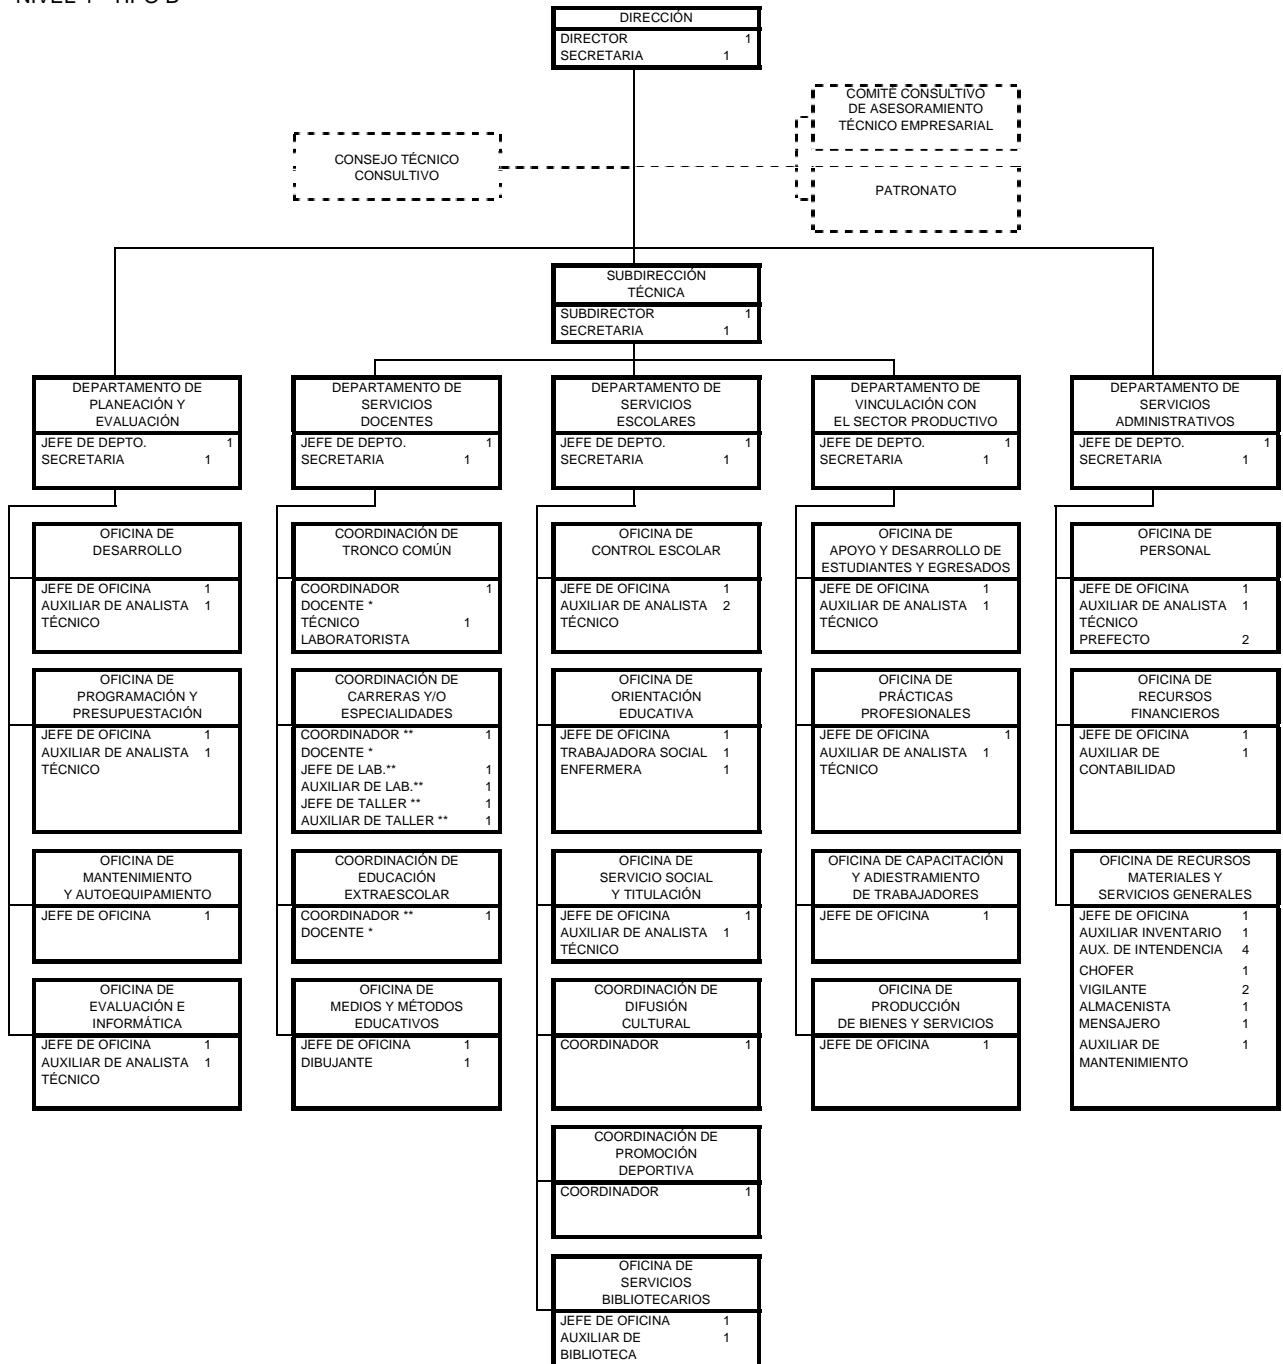 DIRECCIÓN
DIRECTOR 1
SECRETARIA 1
COMITÉ CONSULTIVO
DE ASESORAMIENTO
TÉCNICO EMPRESARIAL
CONSEJO TÉCNICO
CONSULTIVO
PATRONATO
SUBDIRECCIÓN
TÉCNICA
SUBDIRECTOR 1
SECRETARIA 1
DEPARTAMENTO DE
PLANEACIÓN Y
EVALUACIÓN
JEFE DE DEPTO. 1
SECRETARIA 1
OFICINA DE
DESARROLLO
JEFE DE OFICINA 1
AUXILIAR DE ANALISTA 1
TÉCNICO
OFICINA DE
PROGRAMACIÓN Y
PRESUPUESTACIÓN
JEFE DE OFICINA 1
AUXILIAR DE ANALISTA 1
TÉCNICO
OFICINA DE
MANTENIMIENTO
Y AUTOEQUIPAMIENTO
JEFE DE OFICINA 1
OFICINA DE
EVALUACIÓN E
INFORMÁTICA
JEFE DE OFICINA 1
AUXILIAR DE ANALISTA 1
TÉCNICO
DEPARTAMENTO DE
SERVICIOS
DOCENTES
JEFE DE DEPTO. 1
SECRETARIA 1
COORDINACIÓN DE
TRONCO COMÚN
COORDINADOR 1
DOCENTE *
TÉCNICO 1
LABORATORISTA
COORDINACIÓN DE
CARRERAS Y/O
ESPECIALIDADES
COORDINADOR ** 1
DOCENTE *
JEFE DE LAB.** 1
AUXILIAR DE LAB.** 1
JEFE DE TALLER ** 1
AUXILIAR DE TALLER ** 1
COORDINACIÓN DE
EDUCACIÓN
EXTRAESCOLAR
COORDINADOR ** 1
DOCENTE *
OFICINA DE
MEDIOS Y MÉTODOS
EDUCATIVOS
JEFE DE OFICINA 1
DIBUJANTE 1
DEPARTAMENTO DE
SERVICIOS
ESCOLARES
JEFE DE DEPTO. 1
SECRETARIA 1
OFICINA DE
CONTROL ESCOLAR
JEFE DE OFICINA 1
AUXILIAR DE ANALISTA 2
TÉCNICO
OFICINA DE
ORIENTACIÓN
EDUCATIVA
JEFE DE OFICINA 1
TRABAJADORA SOCIAL 1
ENFERMERA 1
OFICINA DE
SERVICIO SOCIAL
Y TITULACIÓN
JEFE DE OFICINA 1
AUXILIAR DE ANALISTA 1
TÉCNICO
COORDINACIÓN DE
DIFUSIÓN
CULTURAL
COORDINADOR 1
COORDINACIÓN DE
PROMOCIÓN
DEPORTIVA
COORDINADOR 1
OFICINA DE
SERVICIOS
BIBLIOTECARIOS
JEFE DE OFICINA 1
AUXILIAR DE 1
BIBLIOTECA
DEPARTAMENTO DE
VINCULACIÓN CON
EL SECTOR PRODUCTIVO
JEFE DE DEPTO. 1
SECRETARIA 1
OFICINA DE
APOYO Y DESARROLLO DE
ESTUDIANTES Y EGRESADOS
JEFE DE OFICINA 1
AUXILIAR DE ANALISTA 1
TÉCNICO
OFICINA DE
PRÁCTICAS
PROFESIONALES
JEFE DE OFICINA 1
AUXILIAR DE ANALISTA 1
TÉCNICO
OFICINA DE CAPACITACIÓN
Y ADIESTRAMIENTO
DE TRABAJADORES
JEFE DE OFICINA 1
OFICINA DE
PRODUCCIÓN
DE BIENES Y SERVICIOS
JEFE DE OFICINA 1
DEPARTAMENTO DE
SERVICIOS
ADMINISTRATIVOS
JEFE DE DEPTO. 1
SECRETARIA 1
OFICINA DE
PERSONAL
JEFE DE OFICINA 1
AUXILIAR DE ANALISTA 1
TÉCNICO
PREFECTO 2
OFICINA DE
RECURSOS
FINANCIEROS
JEFE DE OFICINA 1
AUXILIAR DE 1
CONTABILIDAD
OFICINA DE RECURSOS
MATERIALES Y
SERVICIOS GENERALES
JEFE DE OFICINA 1
AUXILIAR INVENTARIO 1
AUX. DE INTENDENCIA 4
CHOFER 1
VIGILANTE 2
ALMACENISTA 1
MENSAJERO 1
AUXILIAR DE 1
MANTENIMIENTO